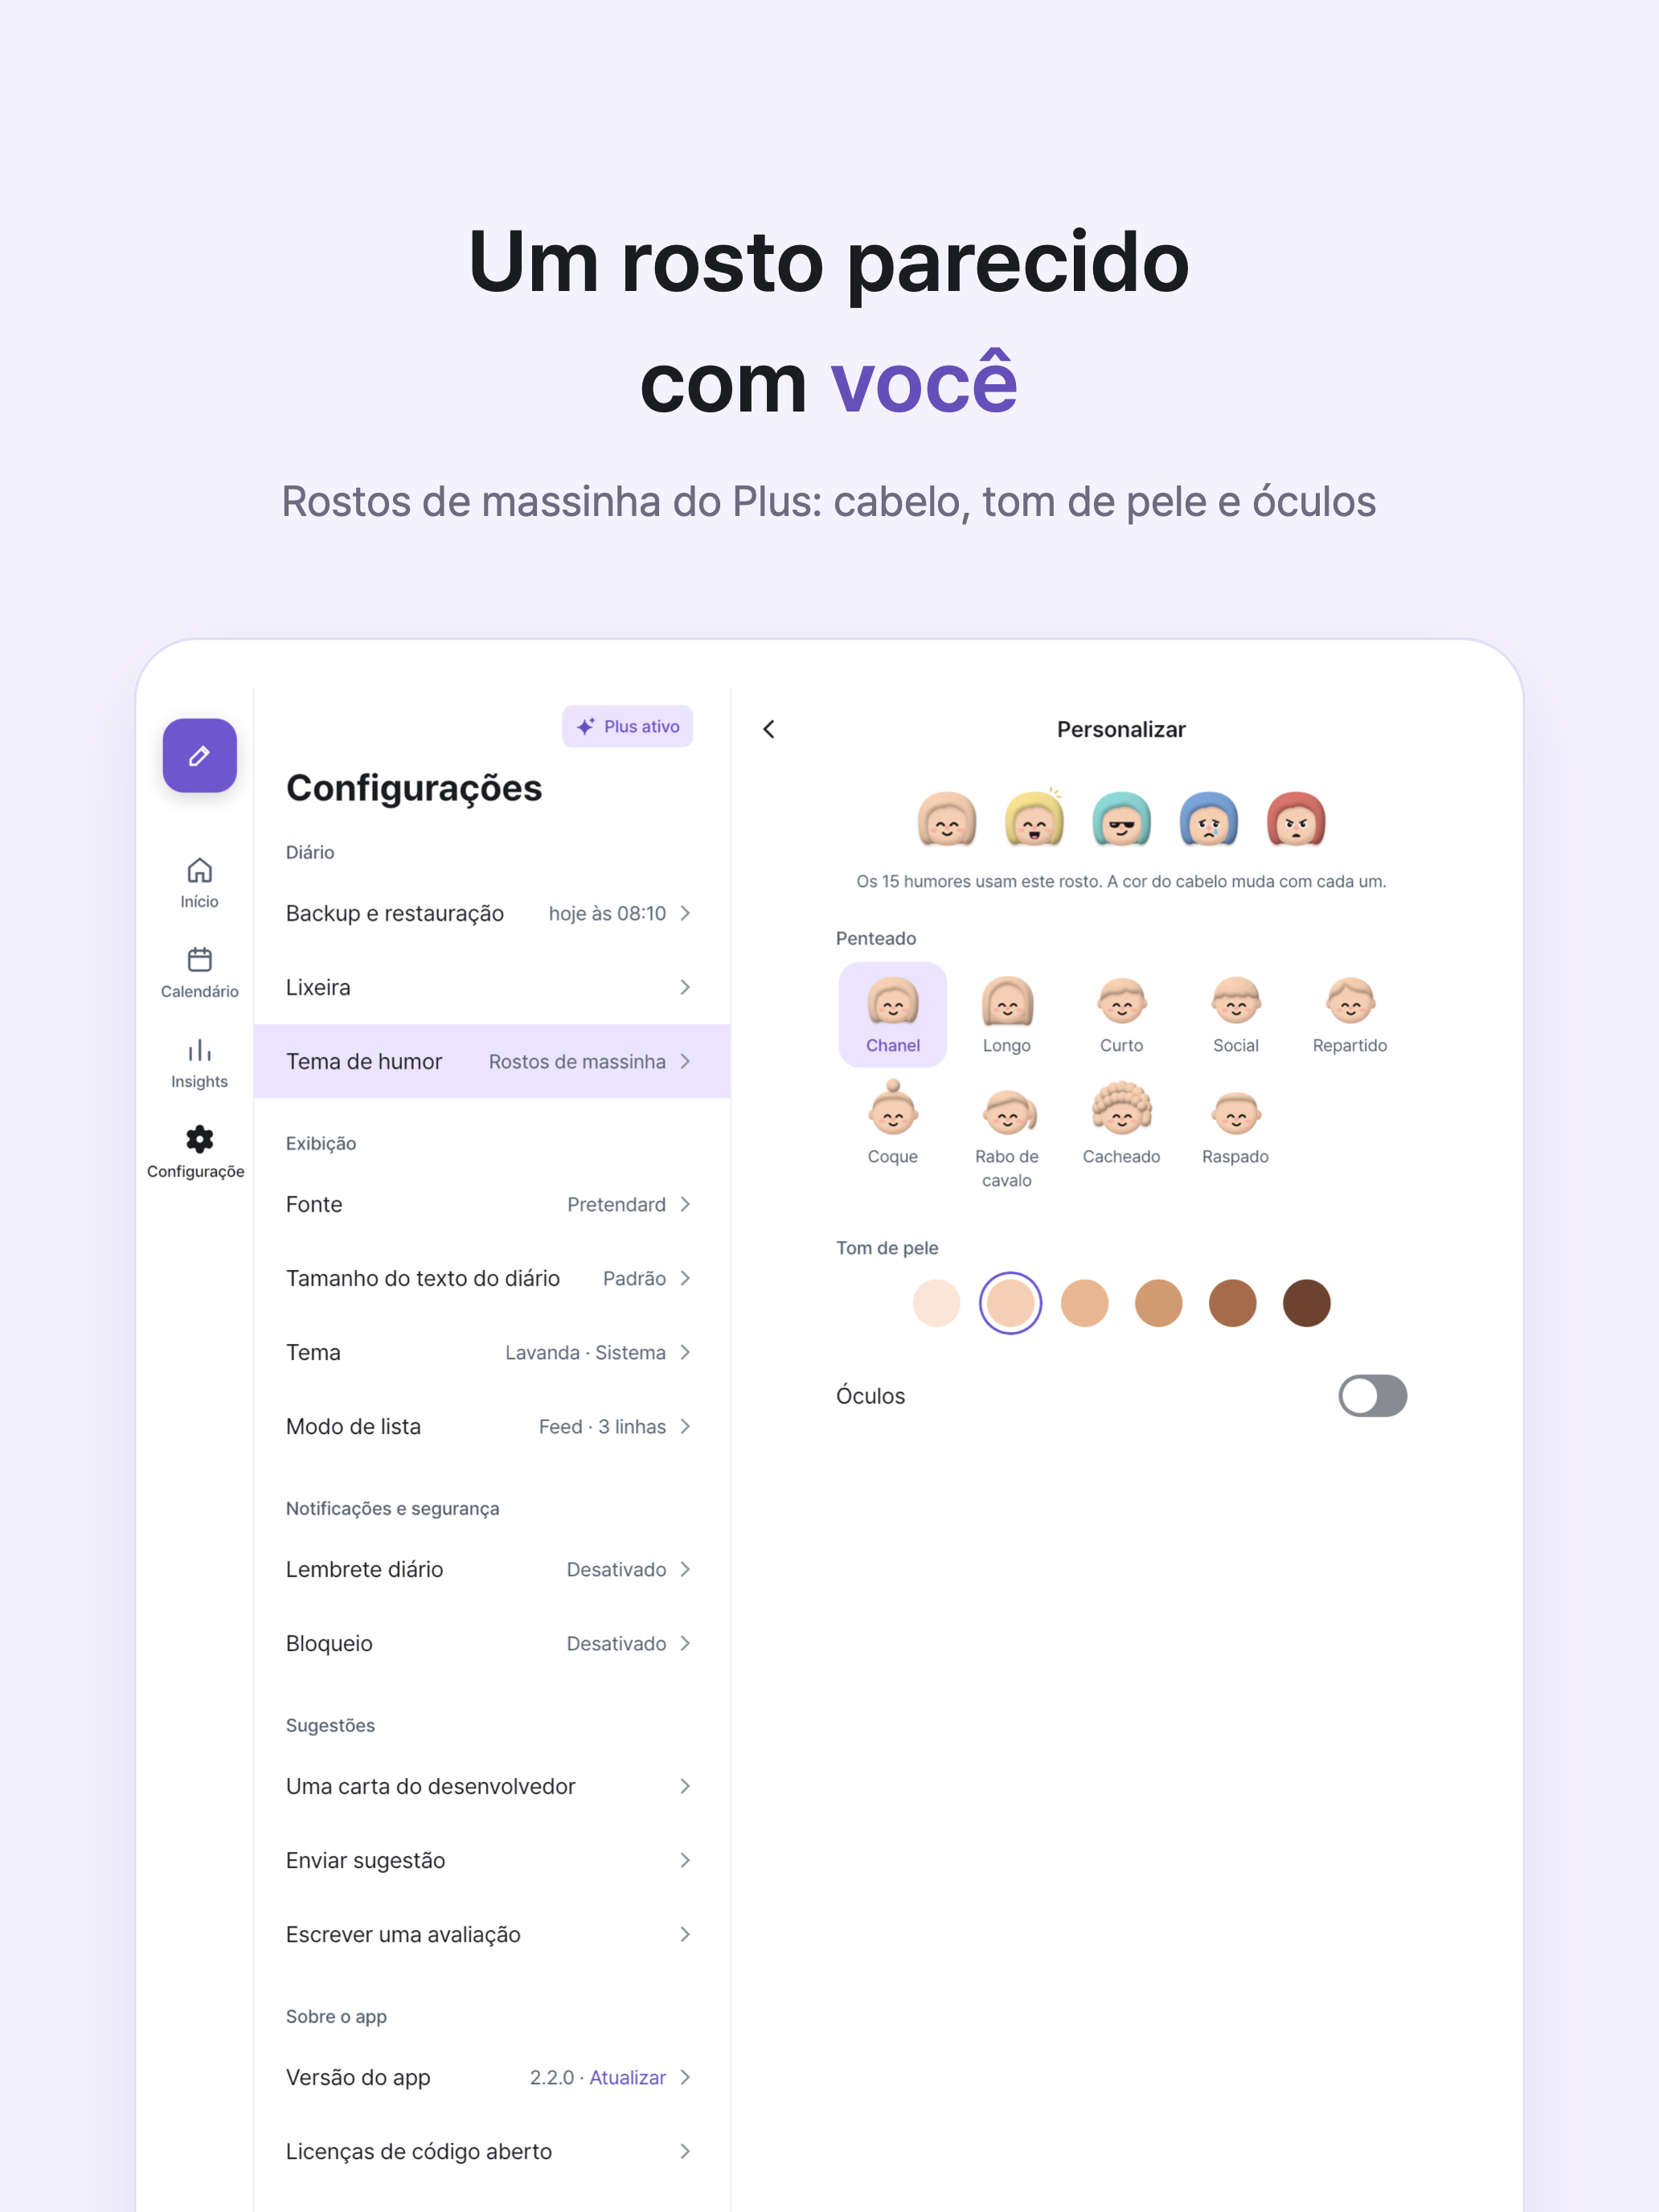 Um rosto parecido
com você
Rostos de massinha do Plus: cabelo, tom de pele e óculos
Início
Calendário
Insights
Configuraçõe
Plus ativo
Configurações
Diário
Backup e restauração hoje às 08:10
Lixeira
Tema de humor Rostos de massinha
Exibição
Fonte Pretendard
Tamanho do texto do diário Padrão
Tema Lavanda · Sistema
Modo de lista Feed · 3 linhas
Notificações e segurança
Lembrete diário Desativado
Bloqueio Desativado
Sugestões
Uma carta do desenvolvedor
Enviar sugestão
Escrever uma avaliação
Sobre o app
Versão do app 2.2.0 · Atualizar
Licenças de código aberto
Personalizar
Os 15 humores usam este rosto. A cor do cabelo muda com cada um.
Penteado
Chanel Longo Curto Social Repartido
Coque Rabo de Cacheado Raspado
cavalo
Tom de pele
Óculos